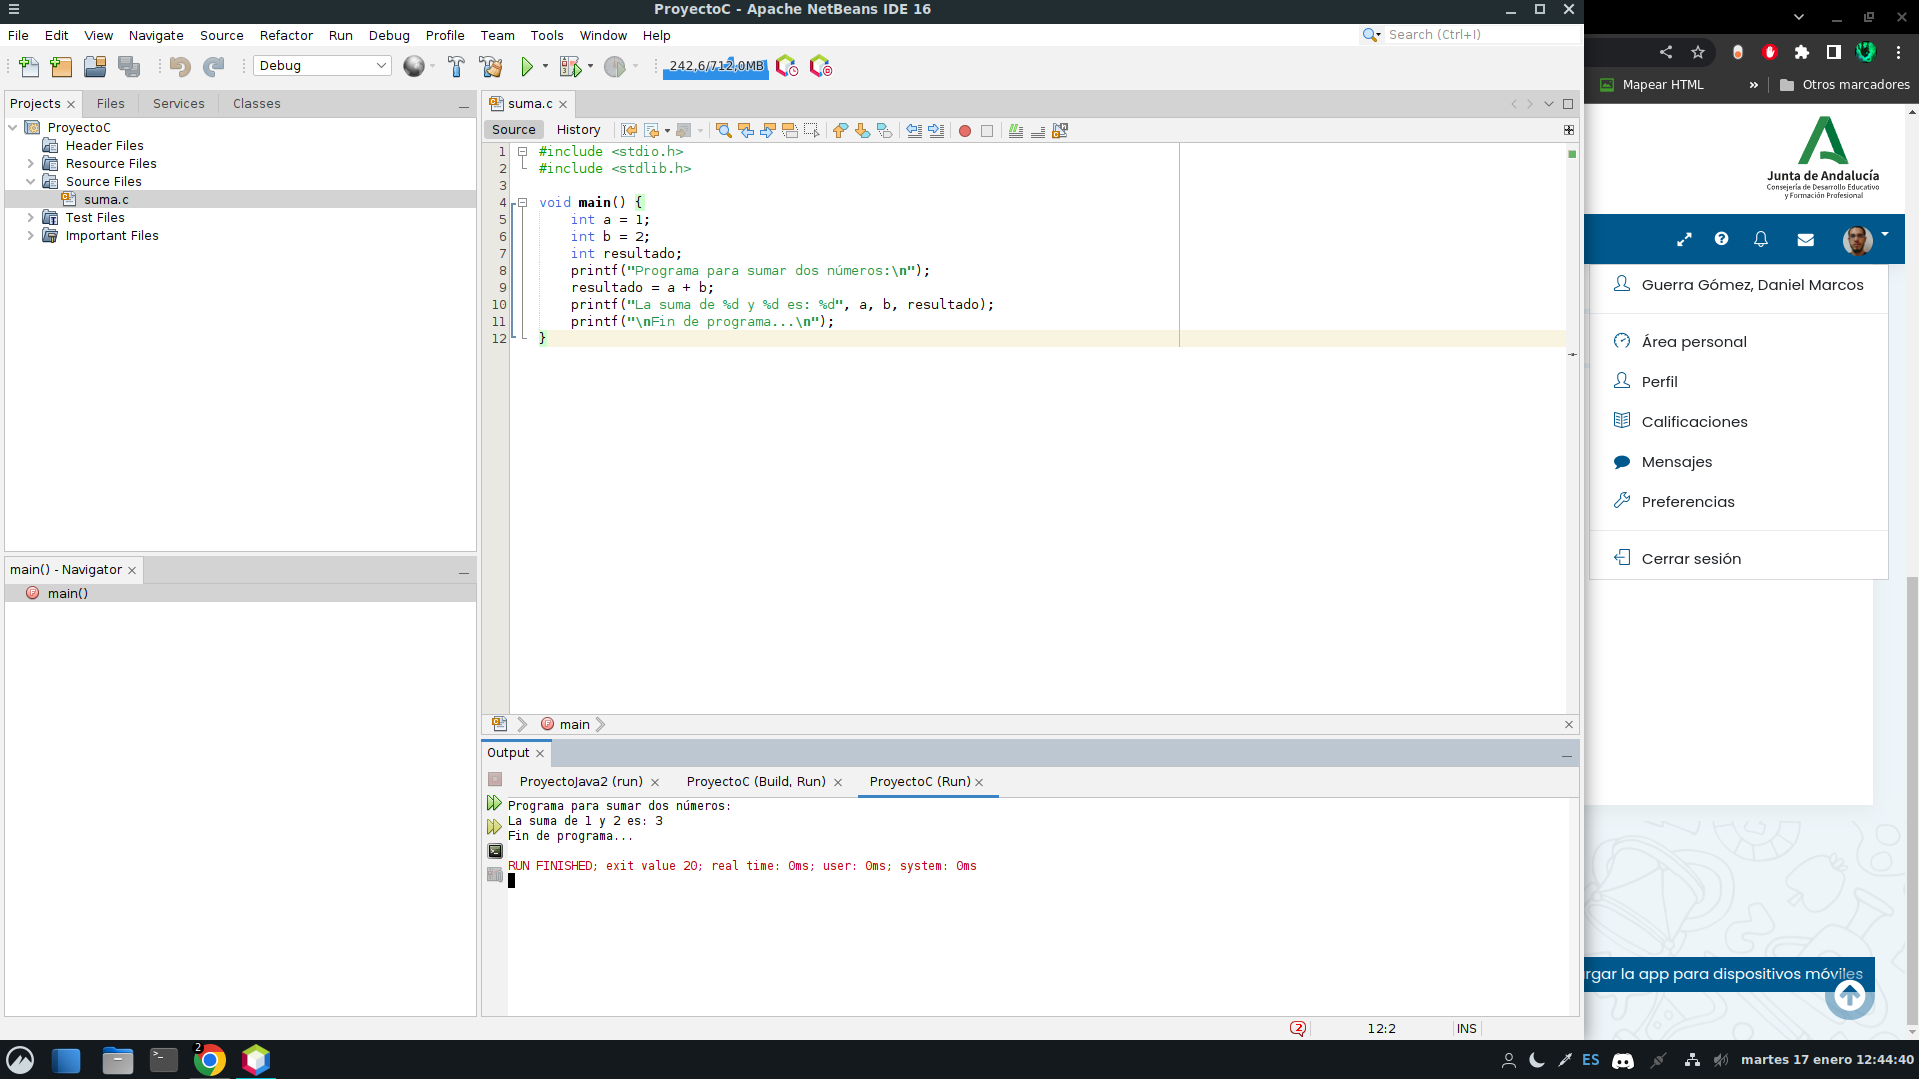 ProyectoC - Apache NetBeans IDE 16
File Edit View Navigate Source Refactor Run Debug Profile Team Tools Window Help
Search (Ctrl+I)
Debug
242,6/712,0MB
Projects Files Services Classes
ProyectoC
Header Files
Resource Files
Source Files
suma.c
Test Files
Important Files
main() - Navigator
main()
suma.c
Source History
1 #include <stdio.h>
2 #include <stdlib.h>
3
4 void main() {
5 int a = 1;
6 int b = 2;
7 int resultado;
8 printf("Programa para sumar dos números:\n");
9 resultado = a + b;
10 printf("La suma de %d y %d es: %d", a, b, resultado);
11 printf("\nFin de programa...\n");
12 }
main
Output
ProyectoJava2 (run) ProyectoC (Build, Run) ProyectoC (Run)
Programa para sumar dos números:
La suma de 1 y 2 es: 3
Fin de programa...
RUN FINISHED; exit value 20; real time: 0ms; user: 0ms; system: 0ms
2
12:2 INS
Mapear HTML » Otros marcadores
Junta de Andalucía
Consejería de Desarrollo Educativo
y Formación Profesional
Guerra Gómez, Daniel Marcos
Área personal
Perfil
Calificaciones
Mensajes
Preferencias
Cerrar sesión
rgar la app para dispositivos móviles
2
ES
martes 17 enero 12:44:40